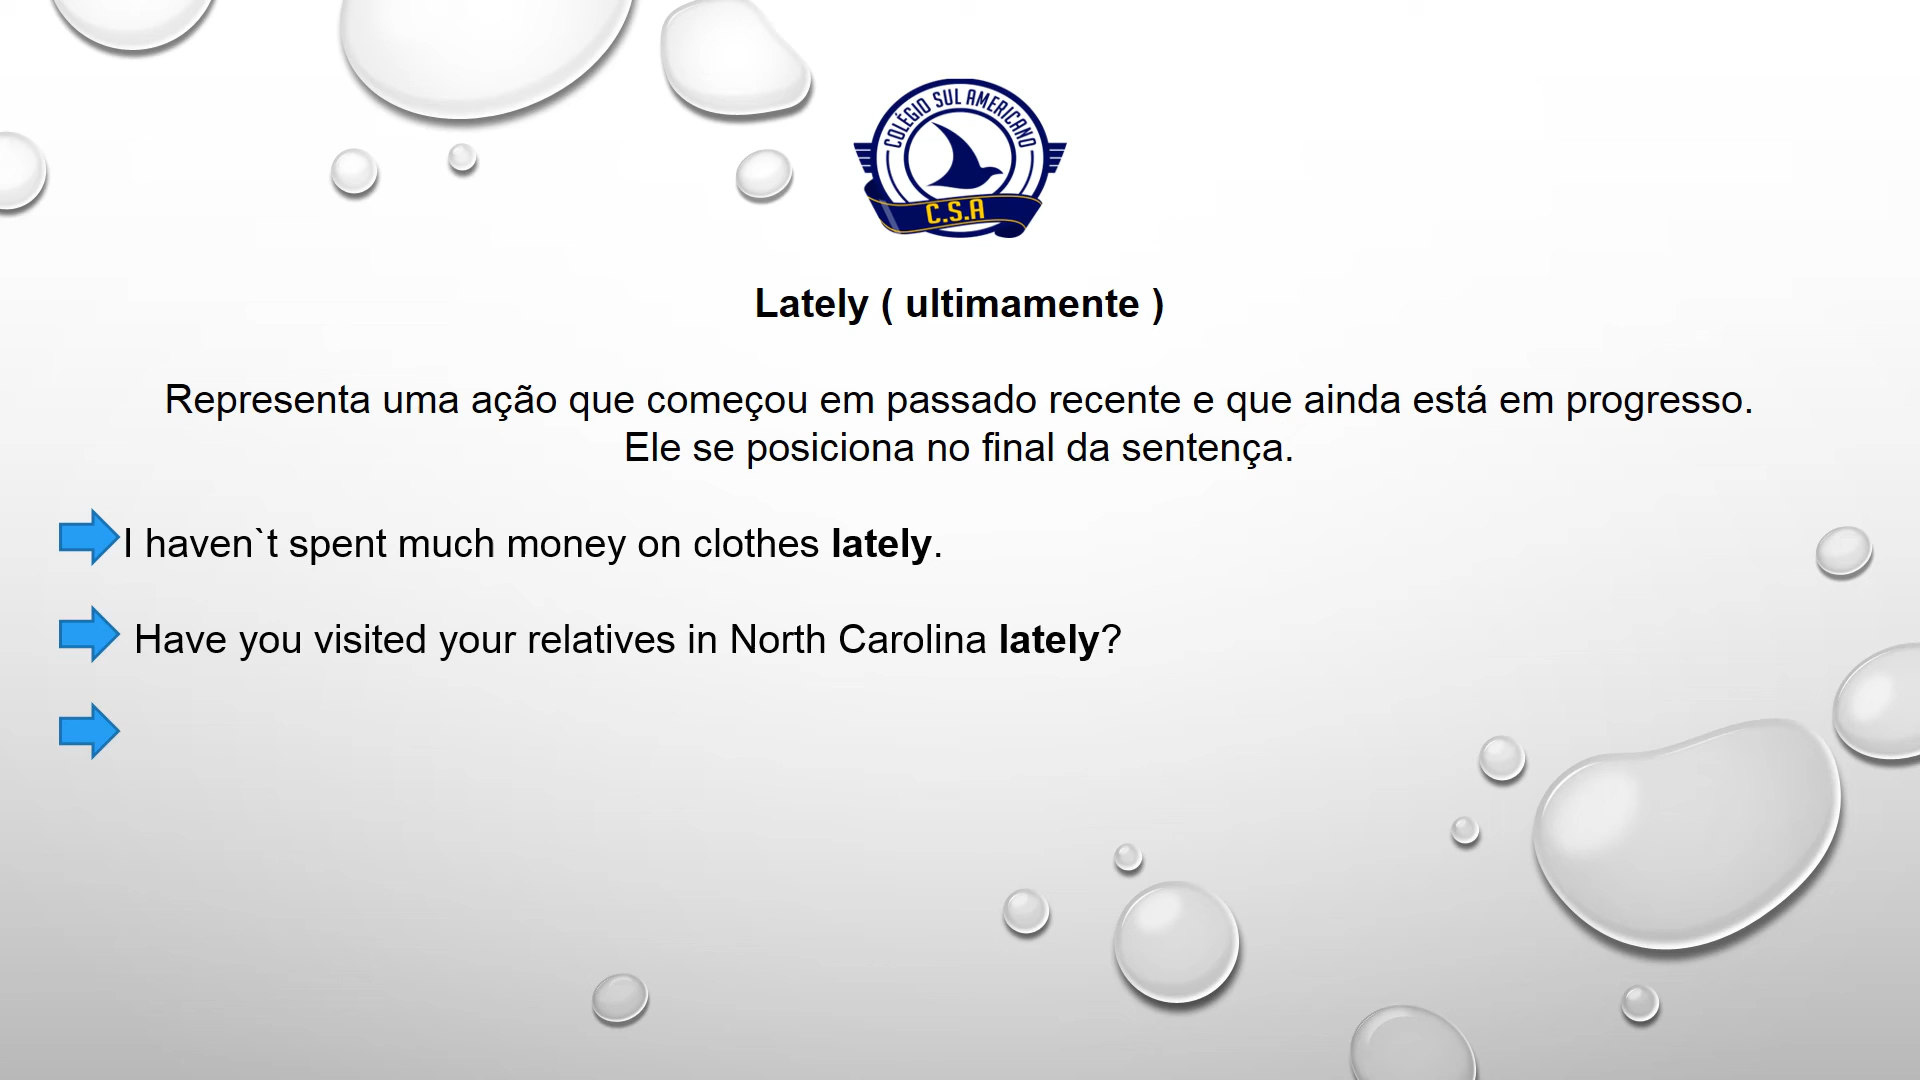 COLÉGIO SUL AMERICANO
C.S.A
Lately ( ultimamente )
Representa uma ação que começou em passado recente e que ainda está em progresso.
Ele se posiciona no final da sentença.
I haven`t spent much money on clothes lately.
Have you visited your relatives in North Carolina lately?